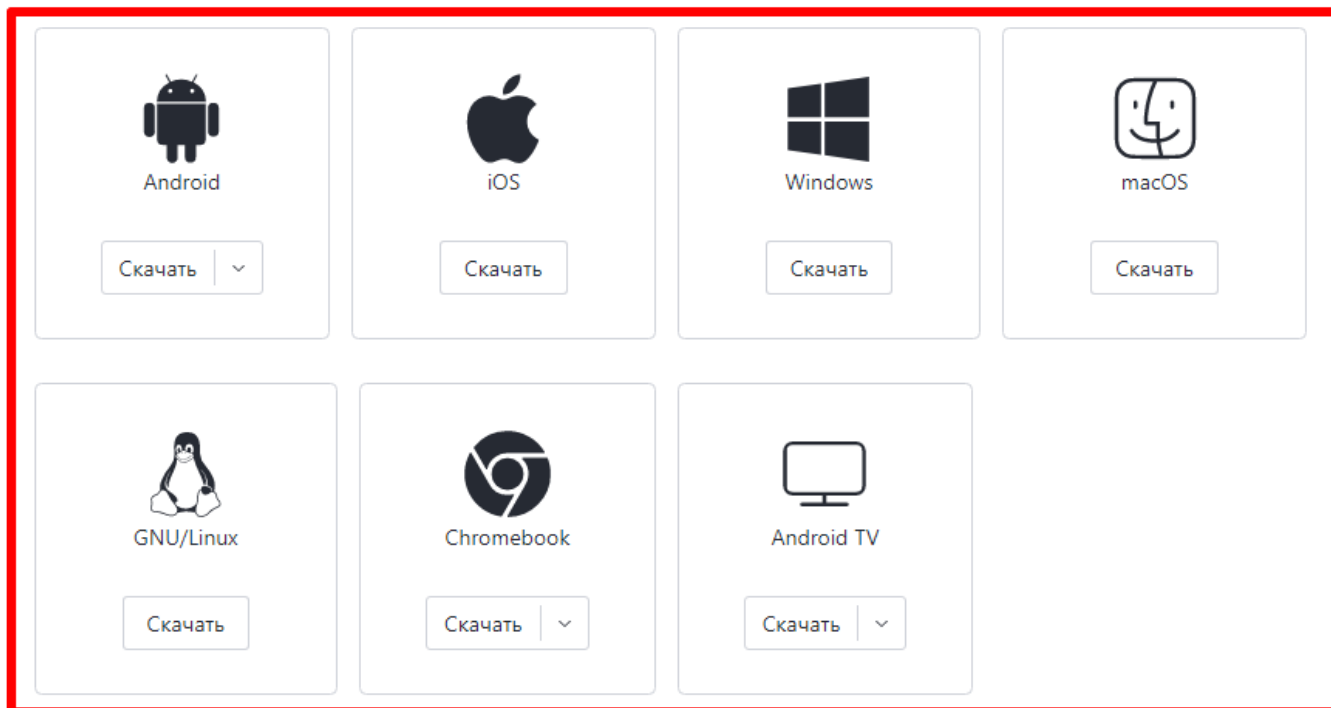 Android
iOS
Windows
macOS
Скачать
Скачать
Скачать
Скачать
GNU/Linux
Chromebook
Android TV
Скачать
Скачать
Скачать